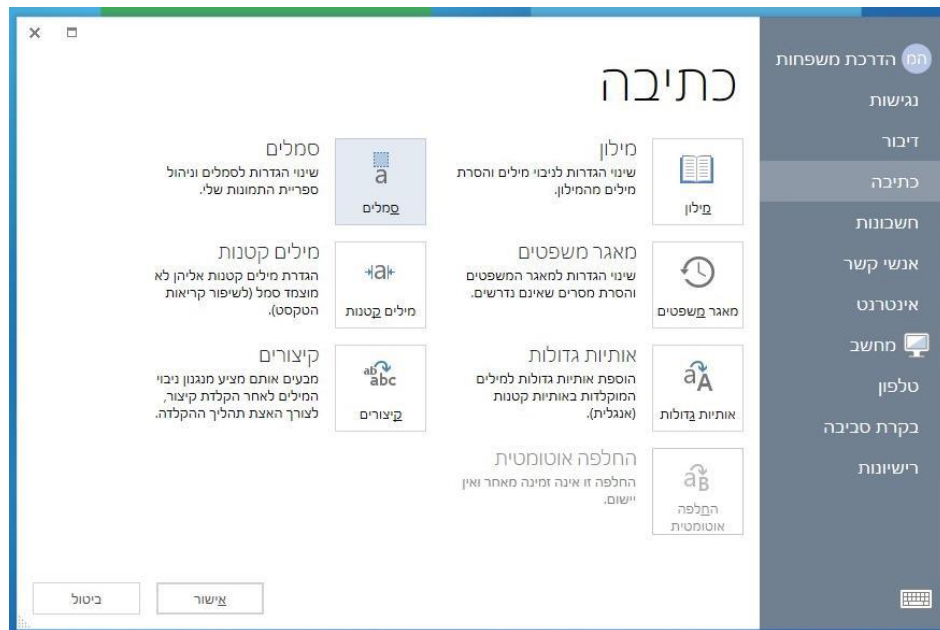 הדרכת משפחות
נגישות
דיבור
כתיבה
חשבונות
אנשי קשר
אינטרנט
מחשב
טלפון
בקרת סביבה
רישיונות
כתיבה
מילון
מילון
שינוי הגדרות לניבוי מילים והסרת
מילים מהמילון.
סמלים
סמלים
שינוי הגדרות לסמלים וניהול
ספריית התמונות שלי.
מאגר משפטים
מאגר משפטים
שינוי הגדרות למאגר המשפטים
והסרת מסרים שאינם נדרשים.
מילים קטנות
מילים קטנות
הגדרת מילים קטנות אליהן לא
מוצמד סמל (לשיפור קריאות
הטקסט).
אותיות גדולות
אותיות גדולות
הוספת אותיות גדולות למילים
המוקלדות באותיות קטנות
(אנגלית).
קיצורים
קיצורים
מבעים אותם מציע מנגנון ניבוי
המילים לאחר הקלדת קיצור,
לצורך האצת תהליך ההקלדה.
החלפה
אוטומטית
החלפה אוטומטית
החלפה זו אינה זמינה מאחר ואין
יישום.
אישור
ביטול